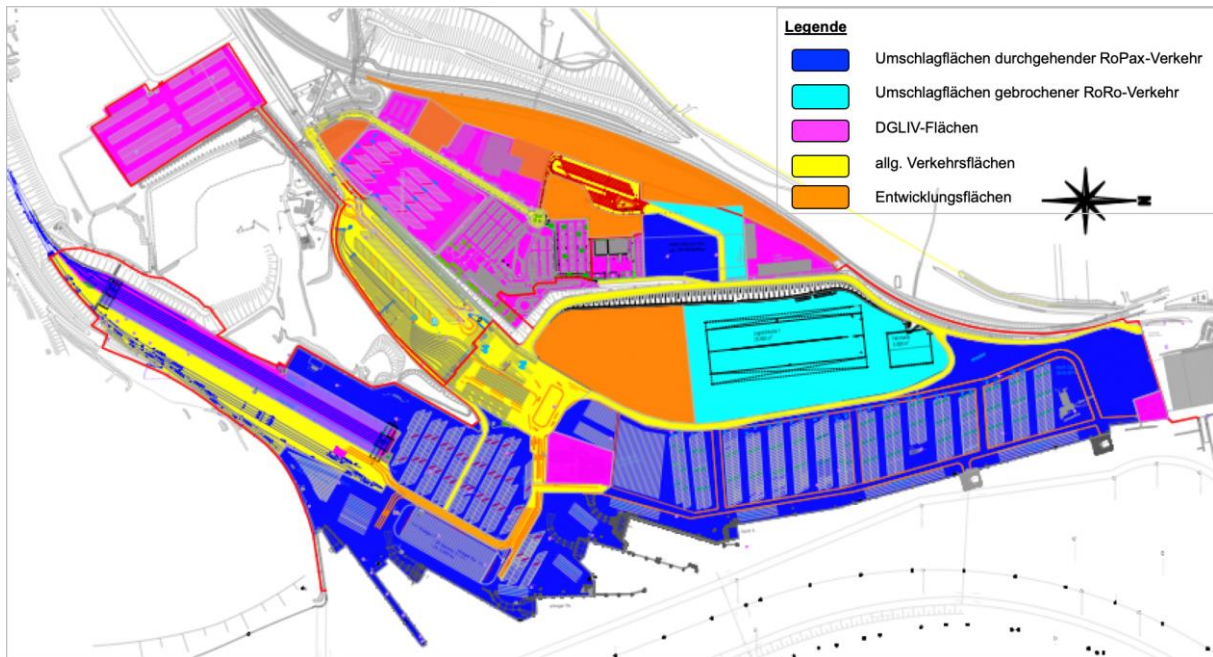 Legende
Umschlagflächen durchgehender RoPax-Verkehr
Umschlagflächen gebrochener RoRo-Verkehr
DGLIV-Flächen
allg. Verkehrsflächen
Entwicklungsflächen
N